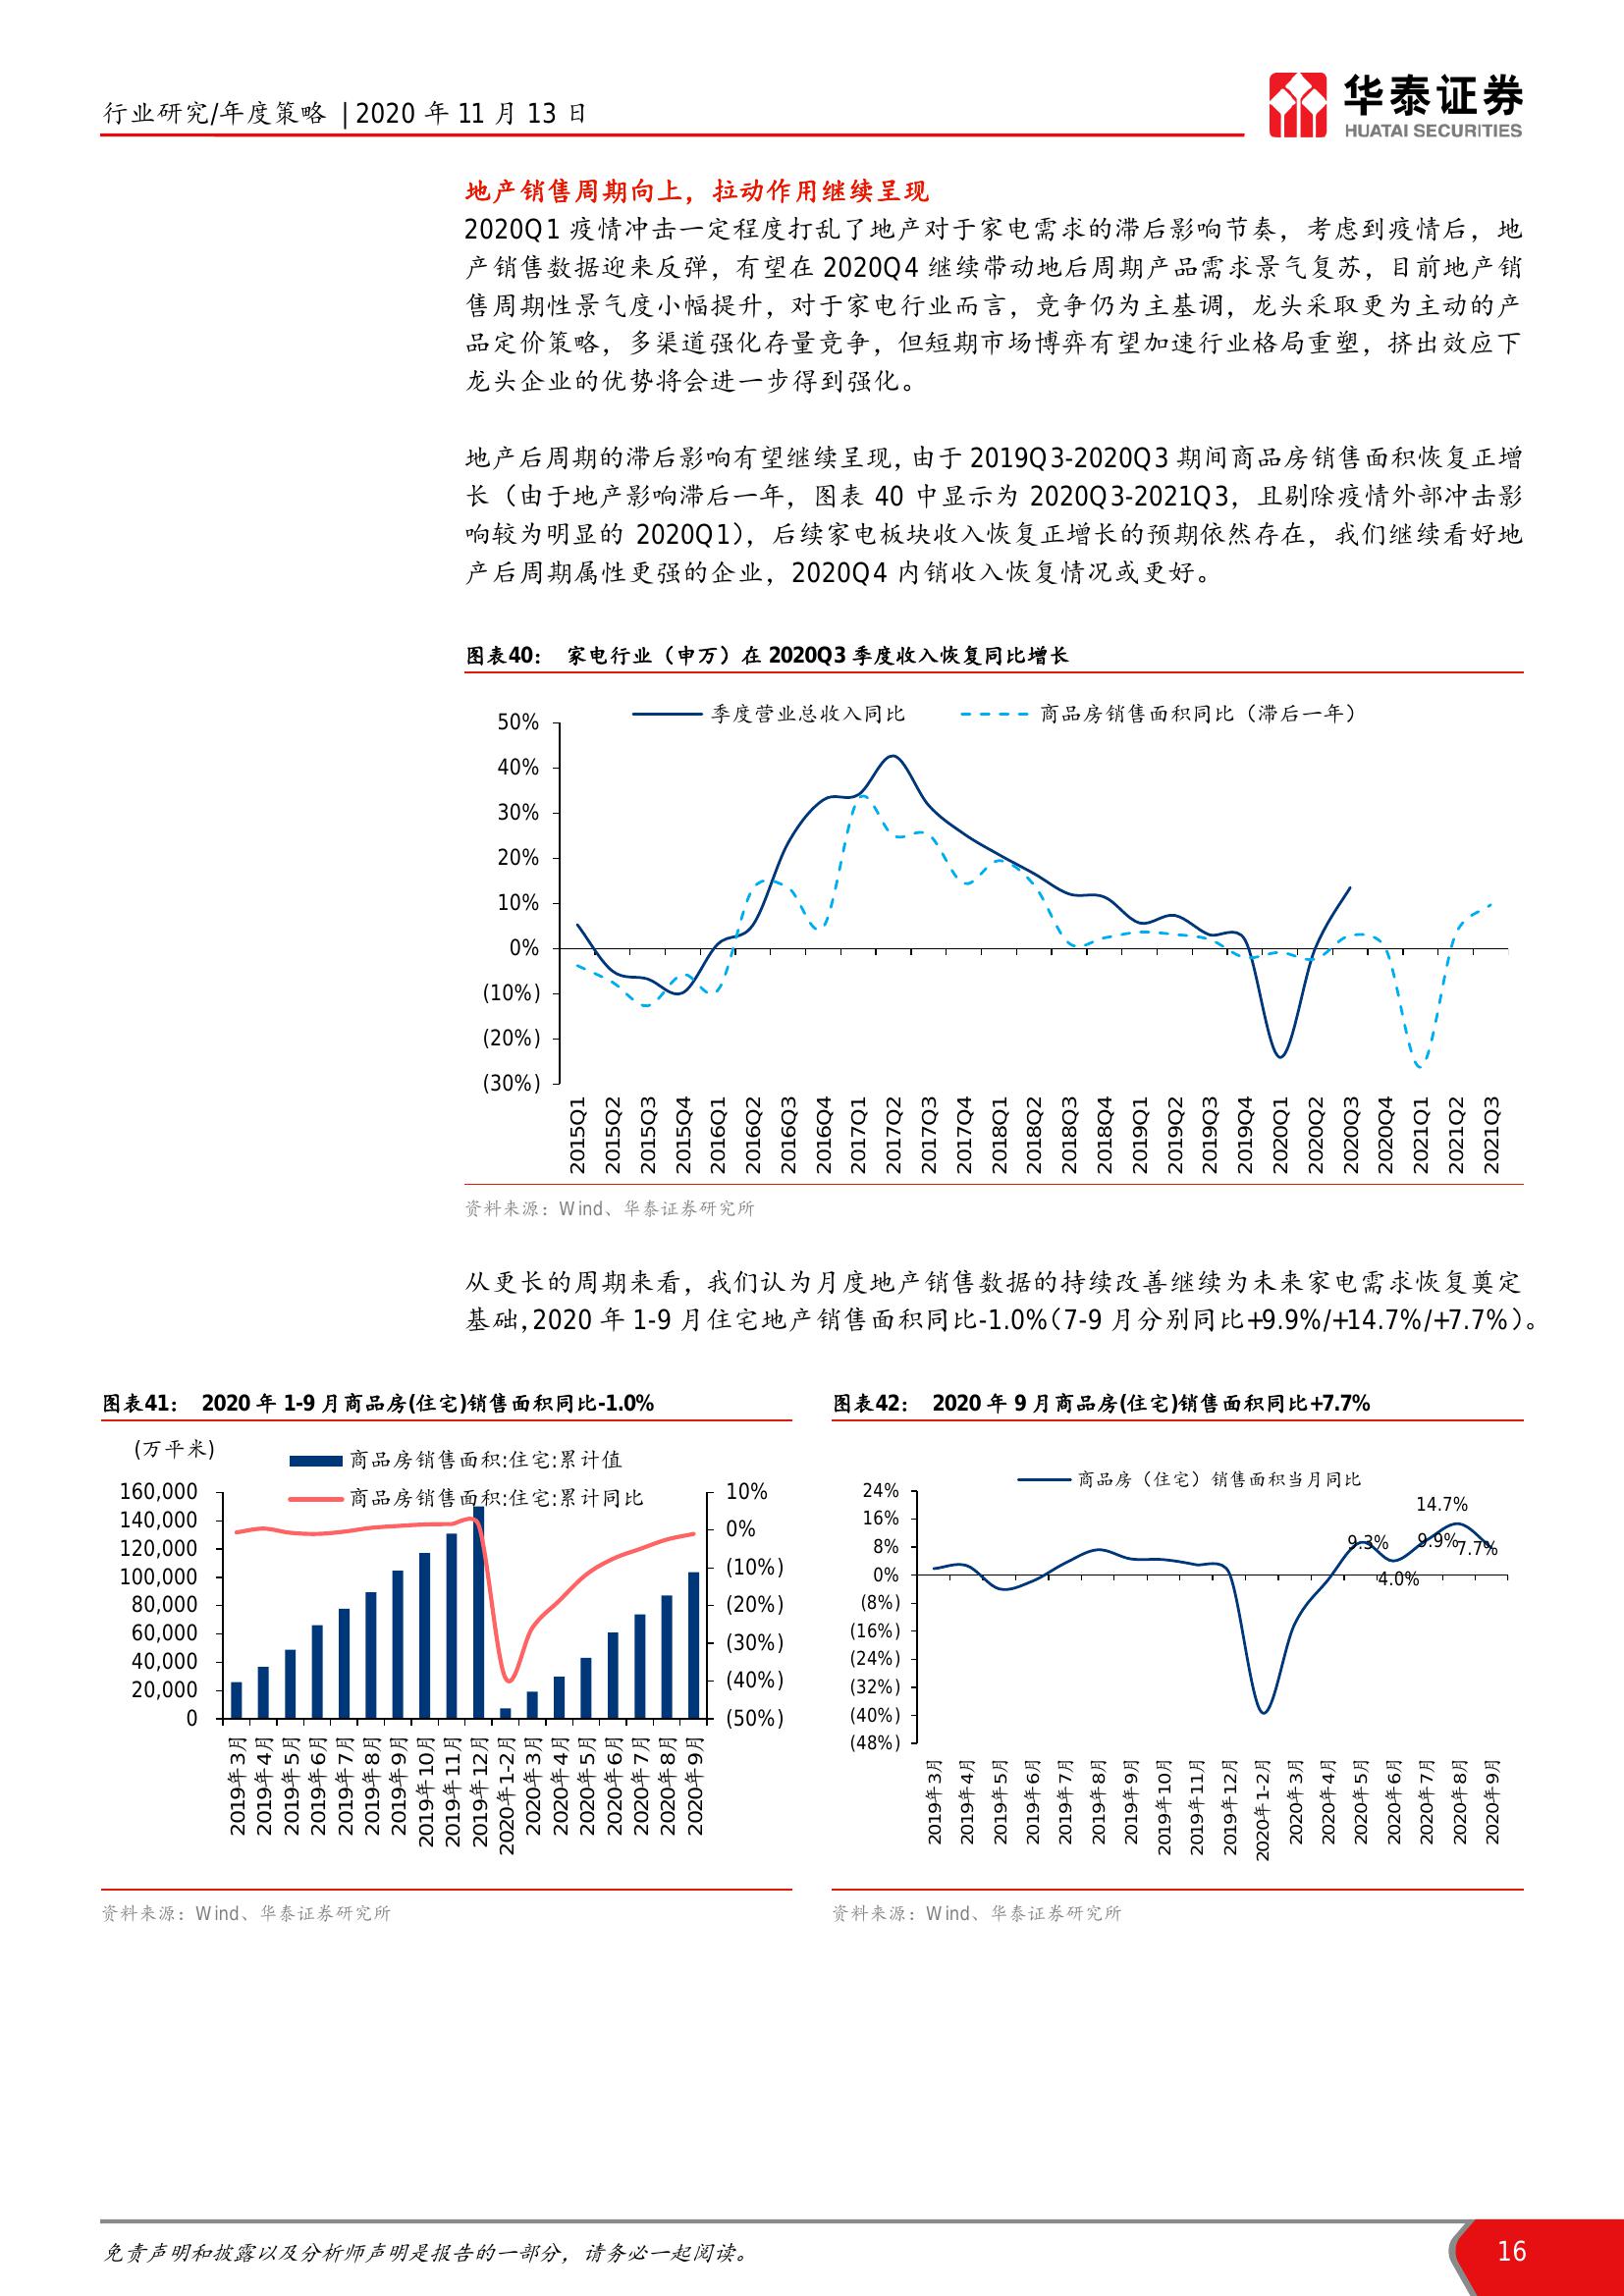 行业研究/年度策略 | 2020 年 11 月 13 日
华泰证券
HUATAI SECURITIES
地产销售周期向上，拉动作用继续呈现
2020Q1 疫情冲击一定程度打乱了地产对于家电需求的滞后影响节奏，考虑到疫情后，地
产销售数据迎来反弹，有望在 2020Q4 继续带动地后周期产品需求景气复苏，目前地产销
售周期性景气度小幅提升，对于家电行业而言，竞争仍为主基调，龙头采取更为主动的产
品定价策略，多渠道强化存量竞争，但短期市场博弈有望加速行业格局重塑，挤出效应下
龙头企业的优势将会进一步得到强化。
地产后周期的滞后影响有望继续呈现，由于 2019Q3-2020Q3 期间商品房销售面积恢复正增
长（由于地产影响滞后一年，图表 40 中显示为 2020Q3-2021Q3，且剔除疫情外部冲击影
响较为明显的 2020Q1），后续家电板块收入恢复正增长的预期依然存在，我们继续看好地
产后周期属性更强的企业，2020Q4 内销收入恢复情况或更好。
图表40： 家电行业（申万）在 2020Q3 季度收入恢复同比增长
季度营业总收入同比 商品房销售面积同比（滞后一年）
50%
40%
30%
20%
10%
0%
(10%)
(20%)
(30%)
2015Q1 2015Q2 2015Q3 2015Q4 2016Q1 2016Q2 2016Q3 2016Q4 2017Q1 2017Q2 2017Q3 2017Q4 2018Q1 2018Q2 2018Q3 2018Q4 2019Q1 2019Q2 2019Q3 2019Q4 2020Q1 2020Q2 2020Q3 2020Q4 2021Q1 2021Q2 2021Q3
资料来源：Wind、华泰证券研究所
从更长的周期来看，我们认为月度地产销售数据的持续改善继续为未来家电需求恢复奠定
基础，2020 年 1-9 月住宅地产销售面积同比-1.0%（7-9 月分别同比+9.9%/+14.7%/+7.7%）。
图表41： 2020 年 1-9 月商品房(住宅)销售面积同比-1.0%
(万平米)
商品房销售面积:住宅:累计值
商品房销售面积:住宅:累计同比
160,000
140,000
120,000
100,000
80,000
60,000
40,000
20,000
0
10%
0%
(10%)
(20%)
(30%)
(40%)
(50%)
2019年3月 2019年4月 2019年5月 2019年6月 2019年7月 2019年8月 2019年9月 2019年10月 2019年11月 2019年12月 2020年1-2月 2020年3月 2020年4月 2020年5月 2020年6月 2020年7月 2020年8月 2020年9月
资料来源：Wind、华泰证券研究所
图表42： 2020 年 9 月商品房(住宅)销售面积同比+7.7%
商品房（住宅）销售面积当月同比
24%
16%
8%
0%
(8%)
(16%)
(24%)
(32%)
(40%)
(48%)
9.3%
4.0%
9.9%
14.7%
7.7%
2019年3月 2019年4月 2019年5月 2019年6月 2019年7月 2019年8月 2019年9月 2019年10月 2019年11月 2019年12月 2020年1-2月 2020年3月 2020年4月 2020年5月 2020年6月 2020年7月 2020年8月 2020年9月
资料来源：Wind、华泰证券研究所
免责声明和披露以及分析师声明是报告的一部分，请务必一起阅读。
16